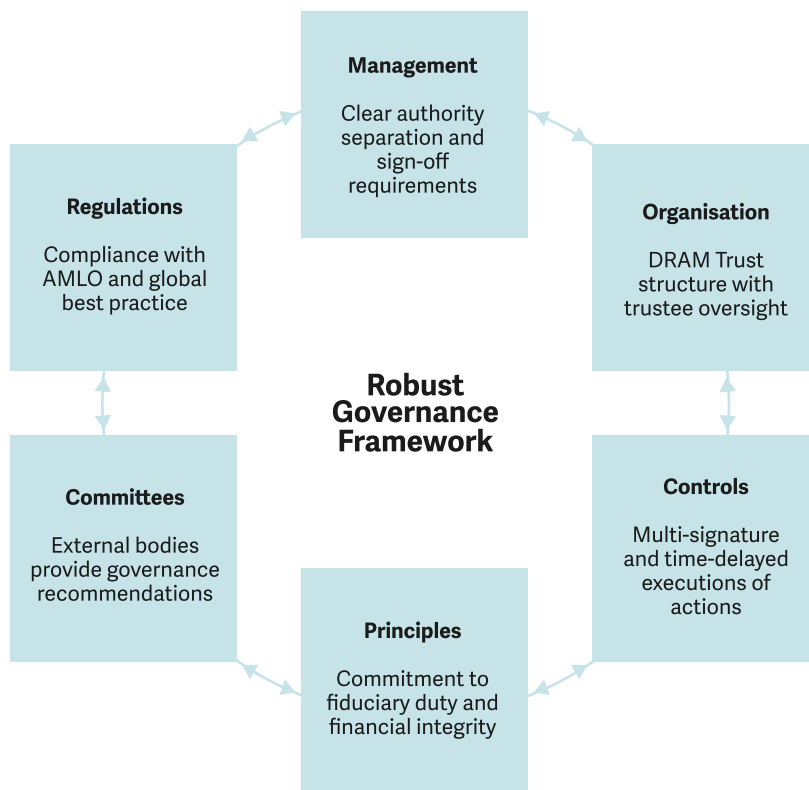 Management
Clear authority
separation and
sign-off
requirements
Regulations
Compliance with
AMLO and global
best practice
Organisation
DRAM Trust
structure with
trustee oversight
Robust
Governance
Framework
Committees
External bodies
provide governance
recommendations
Controls
Multi-signature
and time-delayed
executions of
actions
Principles
Commitment to
fiduciary duty and
financial integrity